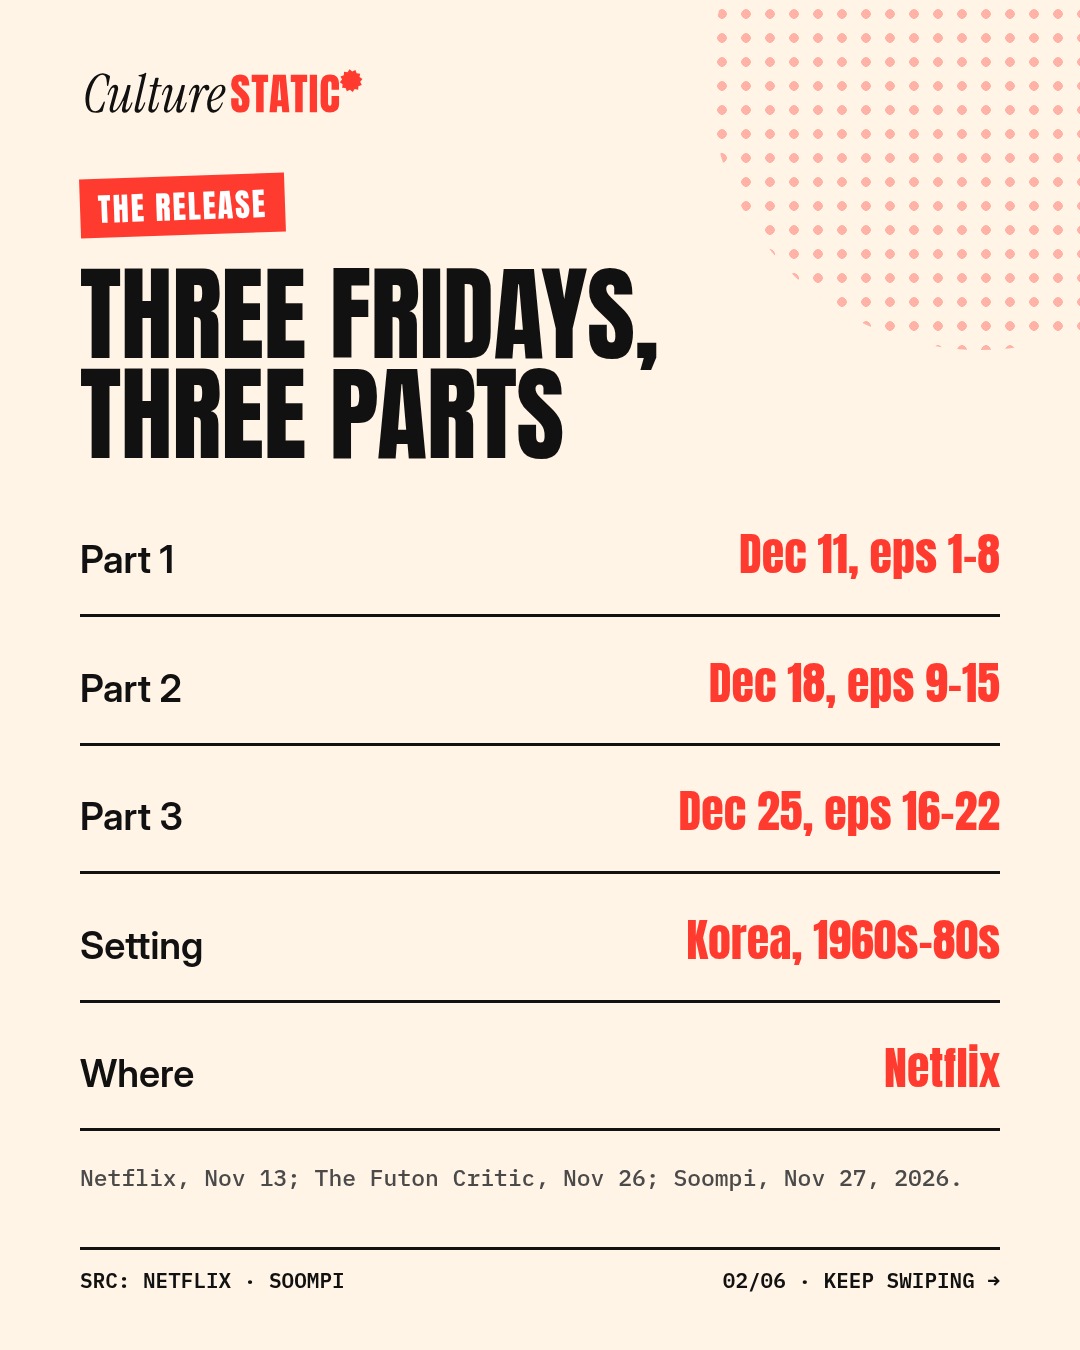 Culture STATIC
THE RELEASE
THREE FRIDAYS,
THREE PARTS
Part 1 Dec 11, eps 1-8
Part 2 Dec 18, eps 9-15
Part 3 Dec 25, eps 16-22
Setting Korea, 1960s-80s
Where Netflix
Netflix, Nov 13; The Futon Critic, Nov 26; Soompi, Nov 27, 2026.
SRC: NETFLIX · SOOMPI 02/06 · KEEP SWIPING →